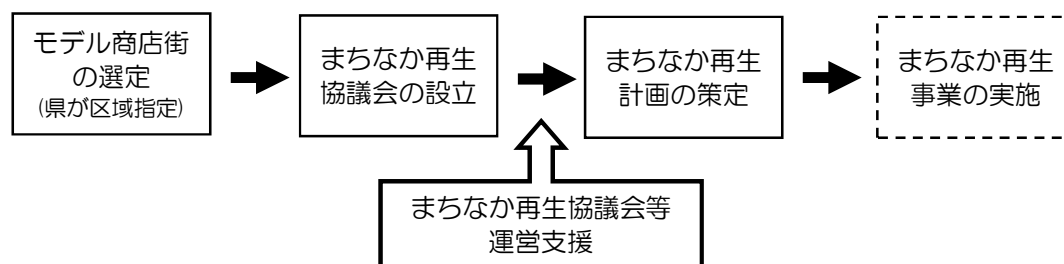 モデル商店街
の選定
(県が区域指定)
まちなか再生
協議会の設立
まちなか再生
計画の策定
まちなか再生
事業の実施
まちなか再生協議会等
運営支援